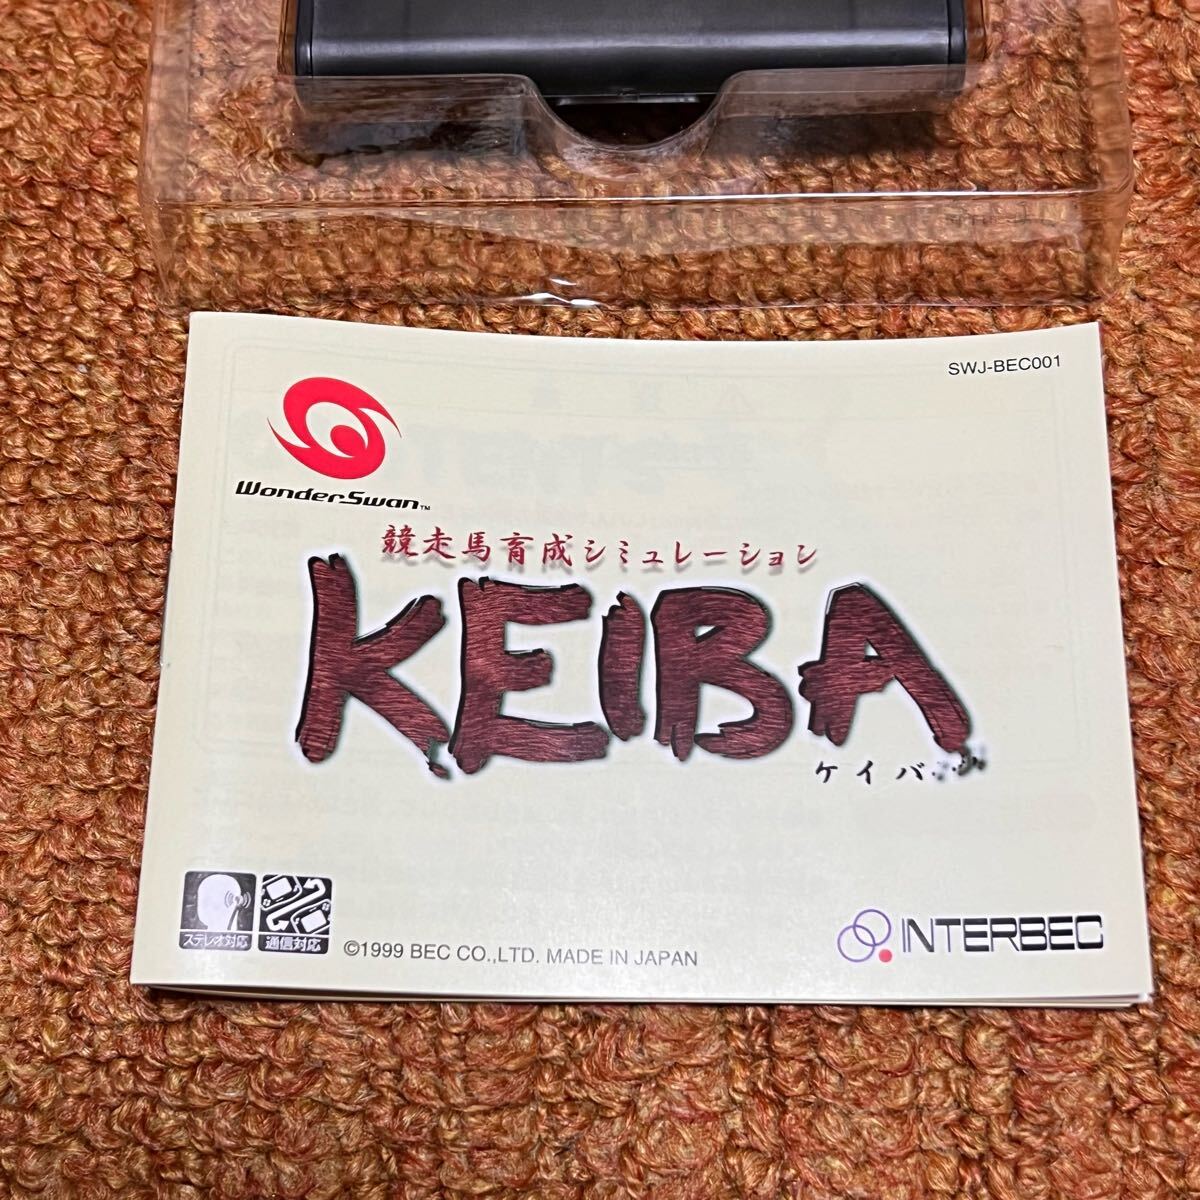 SWJ-BEC001
WonderSwan™
競走馬育成シミュレーション
KEIBA
ケイバ
ステレオ対応
通信対応
©1999 BEC CO.,LTD. MADE IN JAPAN
INTERBEC